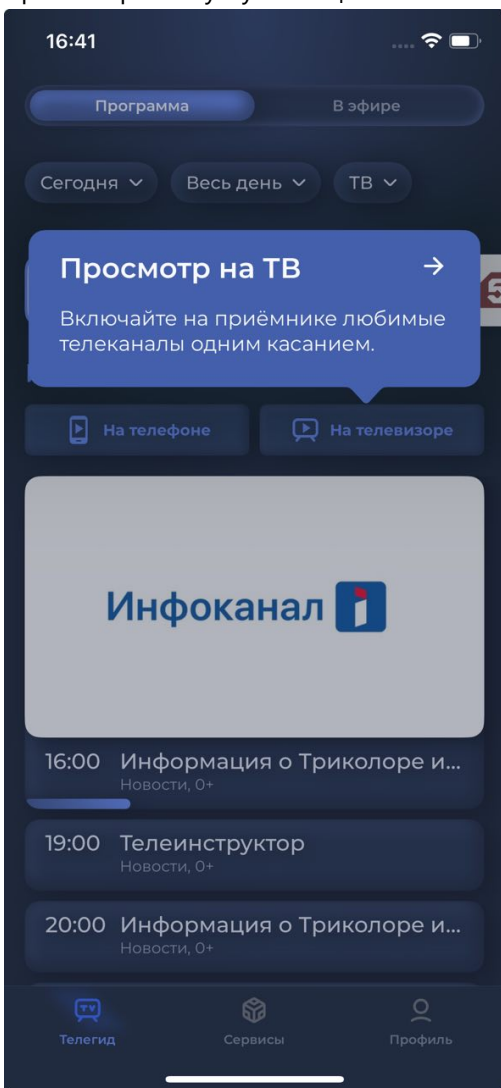 16:41
Программа
В эфире
Сегодня
Весь день
ТВ
Просмотр на ТВ
Включайте на приёмнике любимые
телеканалы одним касанием.
5
На телефоне
На телевизоре
Инфоканал
16:00 Информация о Триколоре и...
Новости, 0+
19:00 Телеинструктор
Новости, 0+
20:00 Информация о Триколоре и...
Новости, 0+
TV
Телегид
Сервисы
Профиль